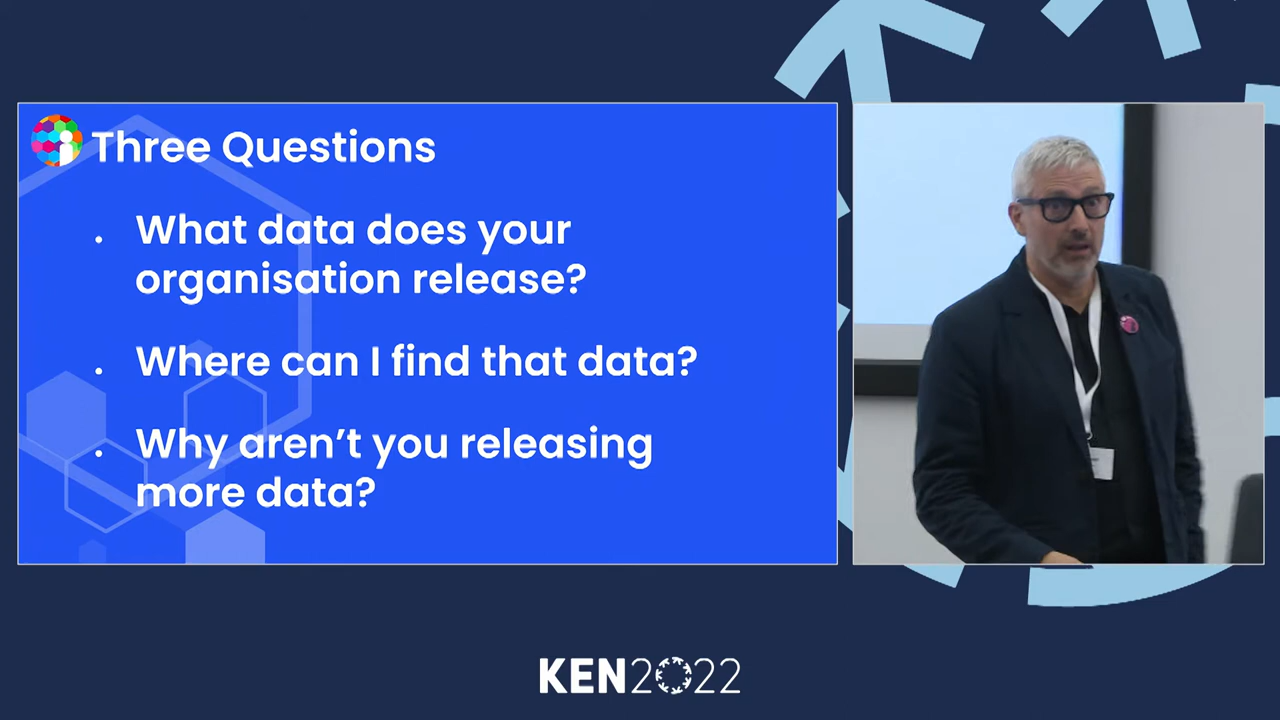 Three Questions
. What data does your
organisation release?
. Where can I find that data?
. Why aren't you releasing
more data?
KEN2022